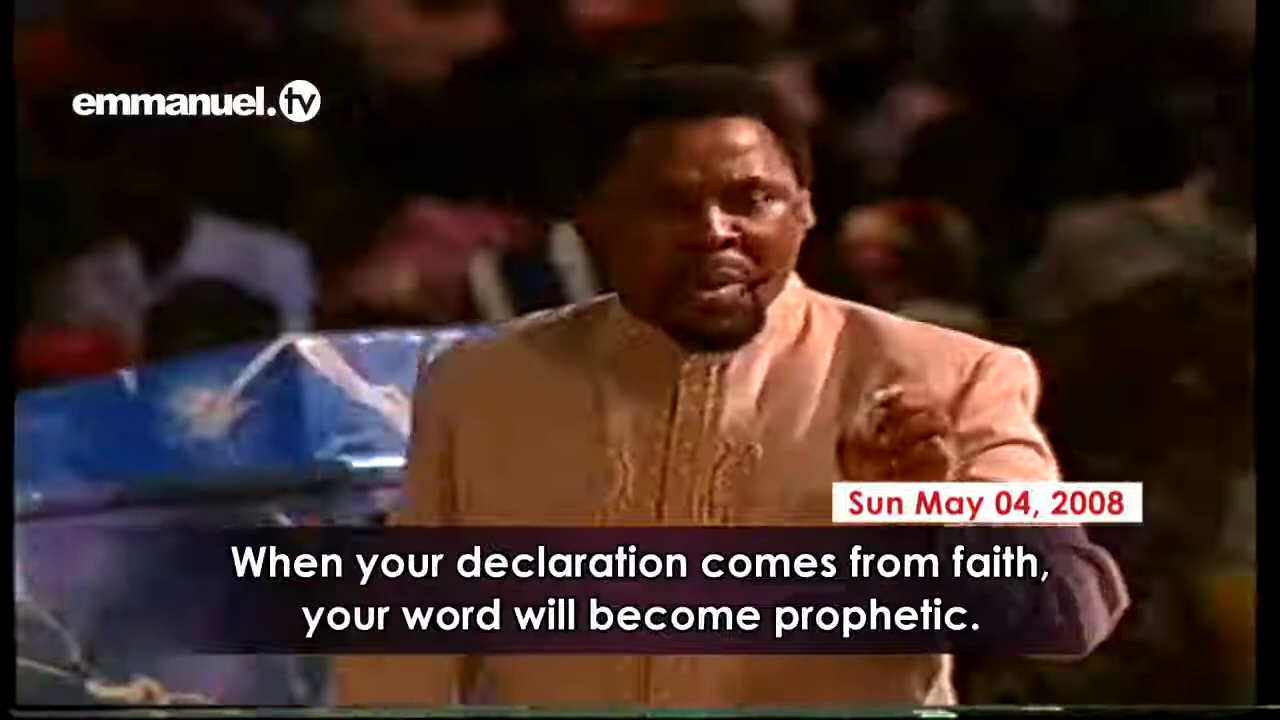 emmanuel.tv
Sun May 04, 2008
When your declaration comes from faith,
your word will become prophetic.